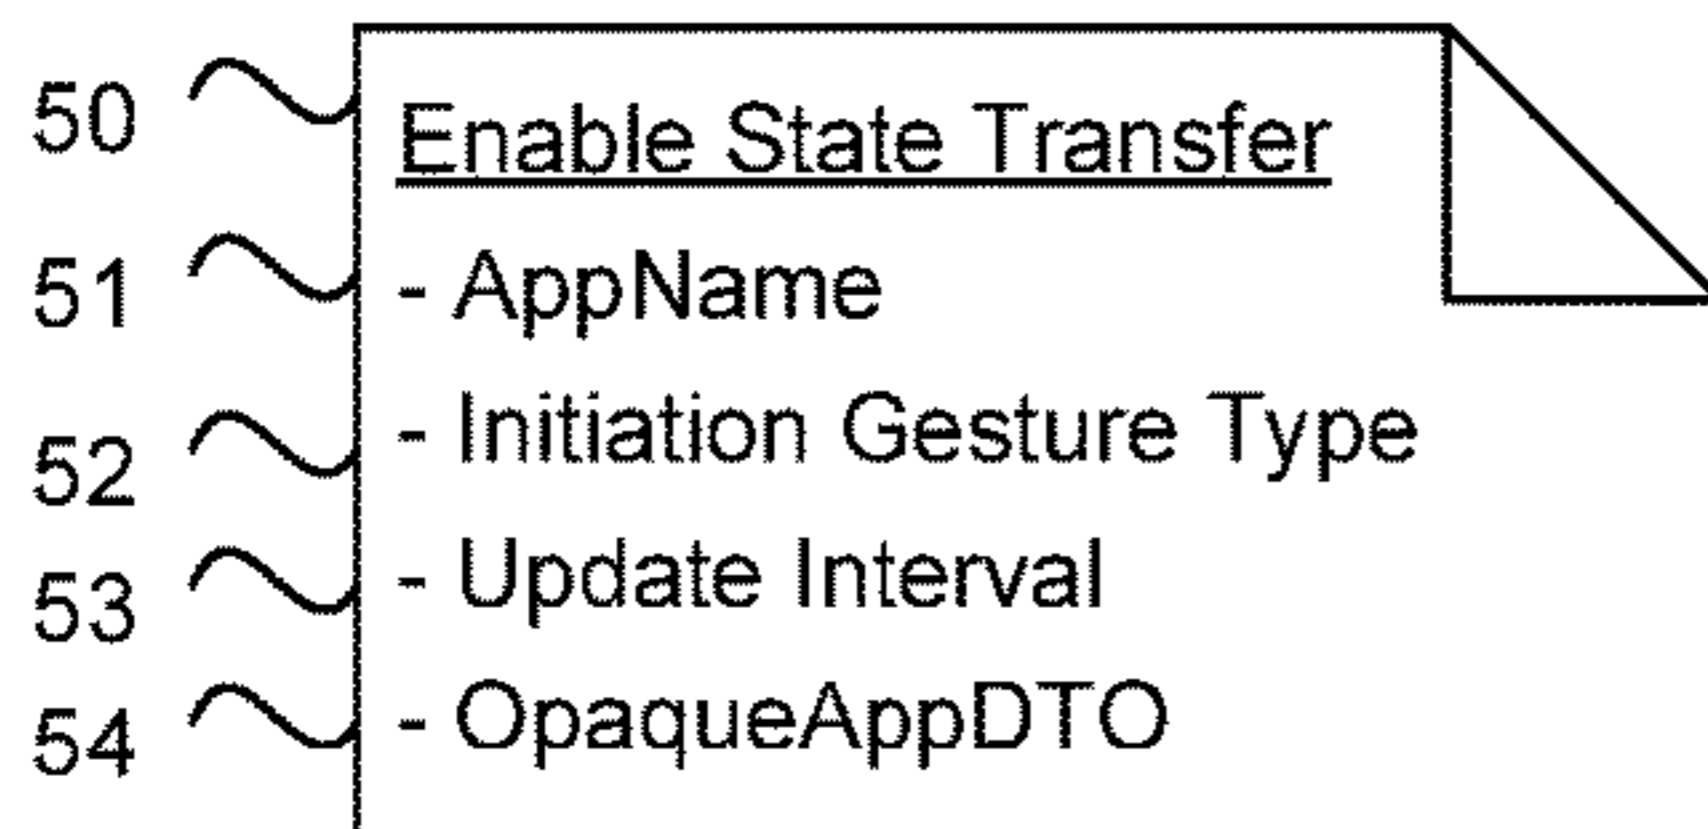 50 Enable State Transfer
51 - AppName
52 - Initiation Gesture Type
53 - Update Interval
54 - OpaqueAppDTO